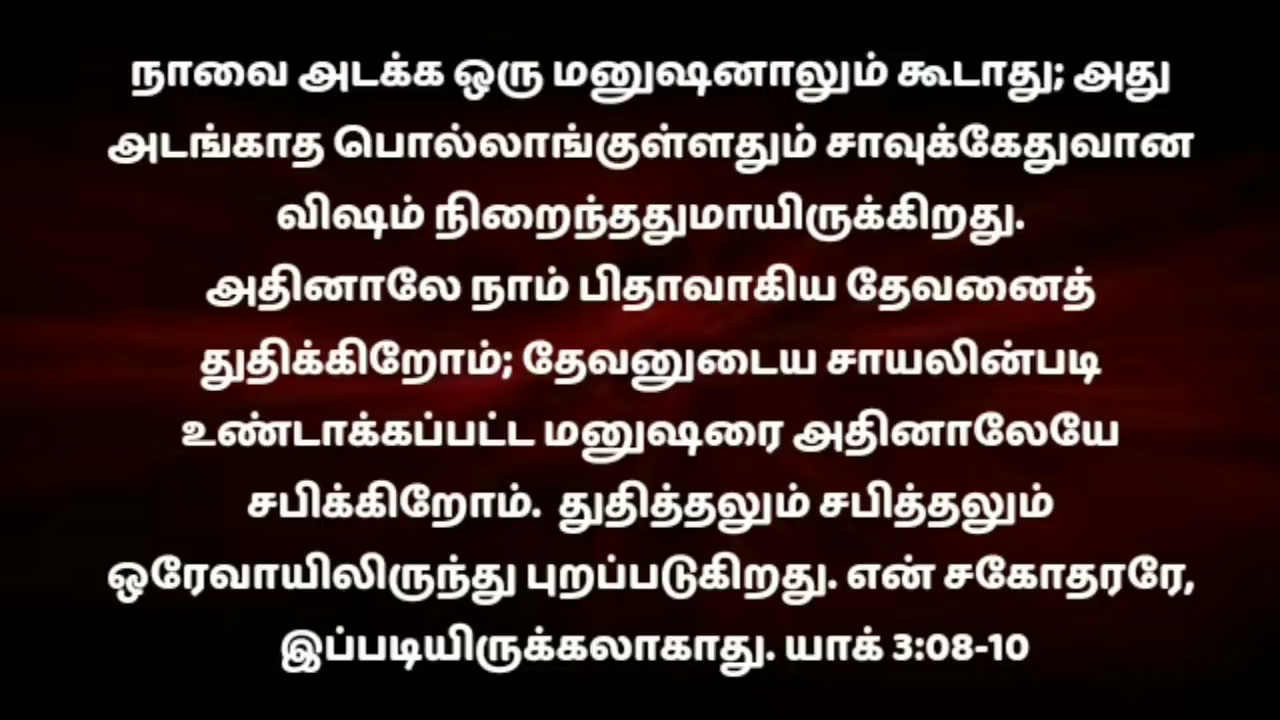 நாவை அடக்க ஒரு மனுஷனாலும் கூடாது; அது
அடங்காத பொல்லாங்குள்ளதும் சாவுக்கேதுவான
விஷம் நிறைந்ததுமாயிருக்கிறது.
அதினாலே நாம் பிதாவாகிய தேவனைத்
துதிக்கிறோம்; தேவனுடைய சாயலின்படி
உண்டாக்கப்பட்ட மனுஷரை அதினாலேயே
சபிக்கிறோம். துதித்தலும் சபித்தலும்
ஒரேவாயிலிருந்து புறப்படுகிறது. என் சகோதரரே,
இப்படியிருக்கலாகாது. யாக் 3:08-10